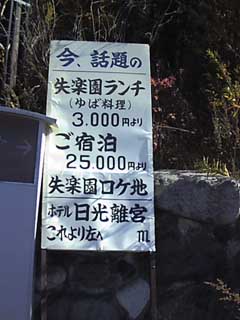 今、話題の
失楽園ランチ
(ゆば料理)
3.000円より
ご宿泊
25.000円より
失楽園ロケ地
ホテル日光離宮
これより左へ